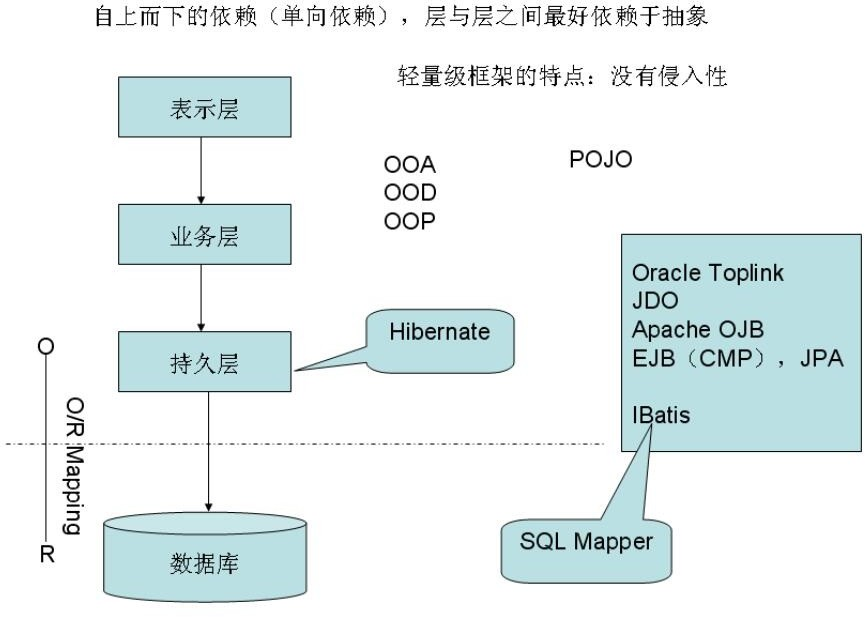 自上而下的依赖（单向依赖），层与层之间最好依赖于抽象
轻量级框架的特点：没有侵入性
表示层
OOA
OOD
OOP
POJO
业务层
Oracle Toplink
JDO
Apache OJB
EJB（CMP），JPA
IBatis
Hibernate
持久层
O
O/R Mapping
R
SQL Mapper
数据库